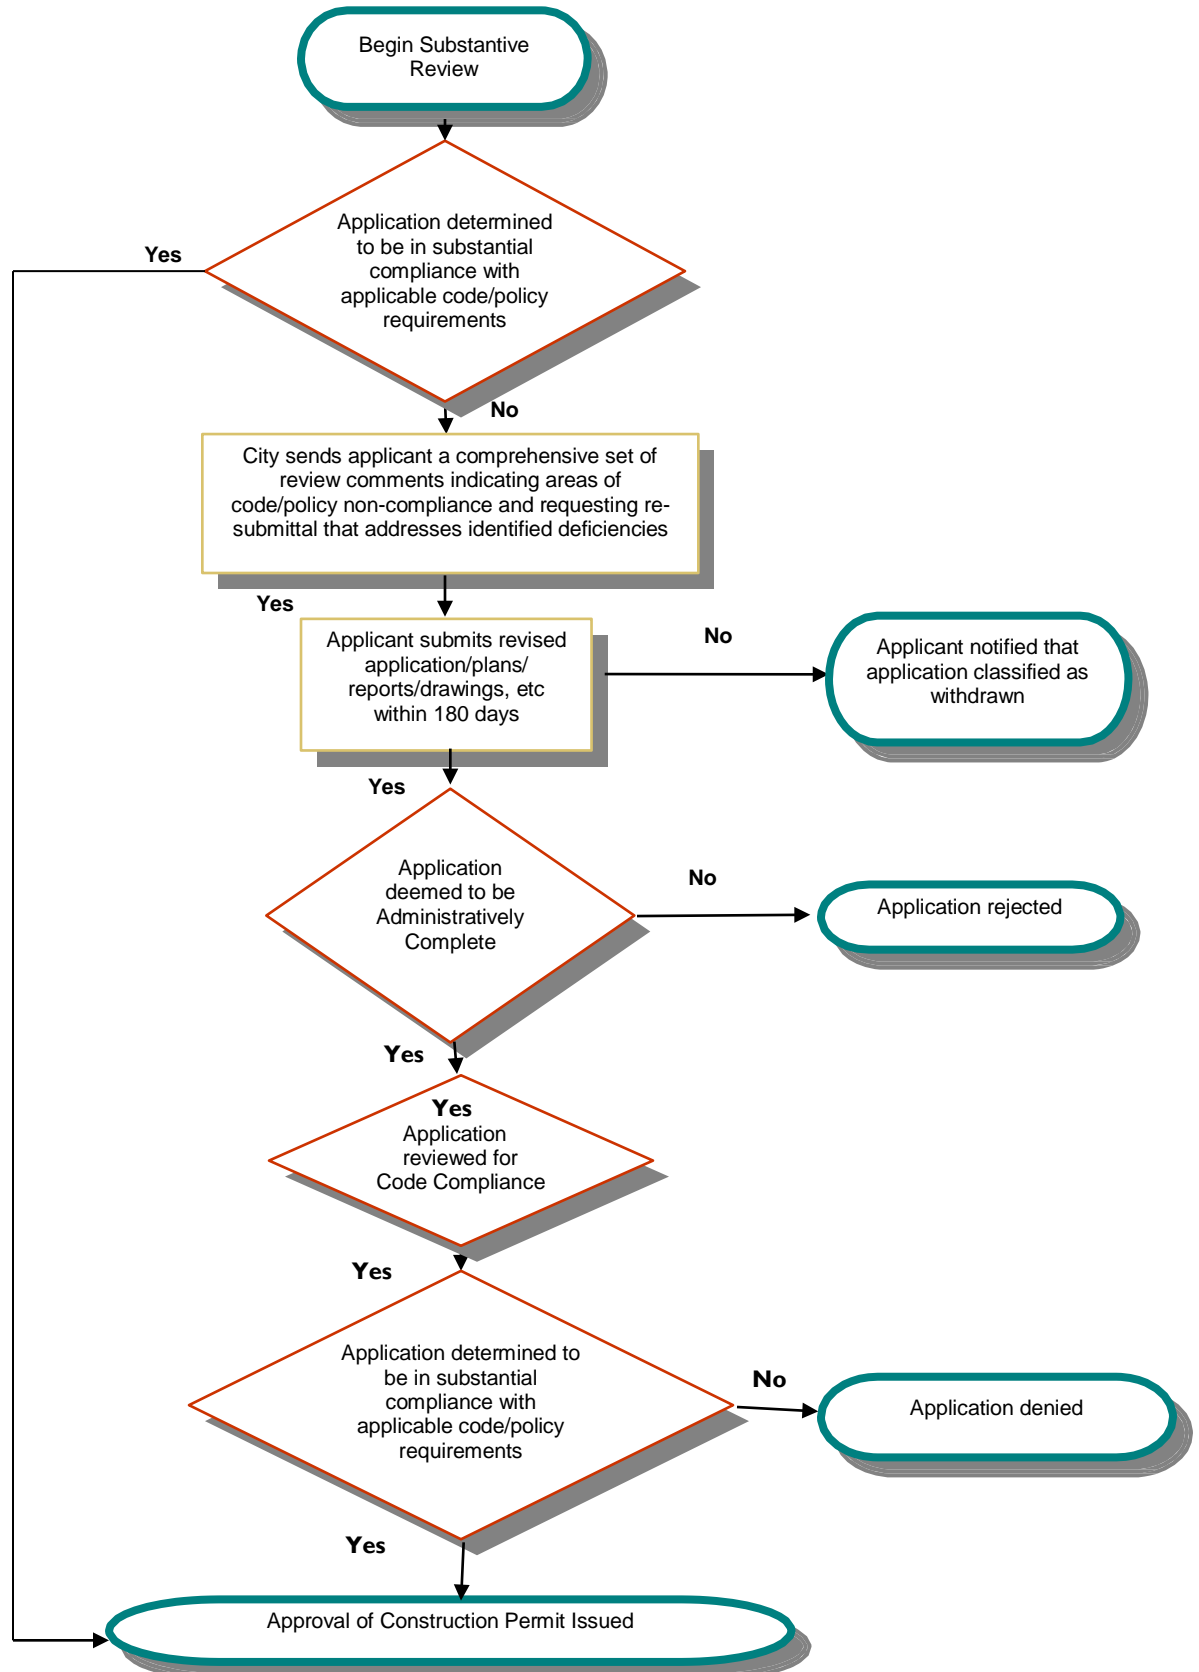 Begin Substantive
Review
Application determined
to be in substantial
compliance with
applicable code/policy
requirements
Yes
No
City sends applicant a comprehensive set of
review comments indicating areas of
code/policy non-compliance and requesting re-
submittal that addresses identified deficiencies
Yes
Applicant submits revised
application/plans/
reports/drawings, etc
within 180 days
No
Applicant notified that
application classified as
withdrawn
Yes
Application
deemed to be
Administratively
Complete
No
Application rejected
Yes
Yes
Application
reviewed for
Code Compliance
Yes
Application determined to
be in substantial
compliance with
applicable code/policy
requirements
No
Application denied
Yes
Approval of Construction Permit Issued